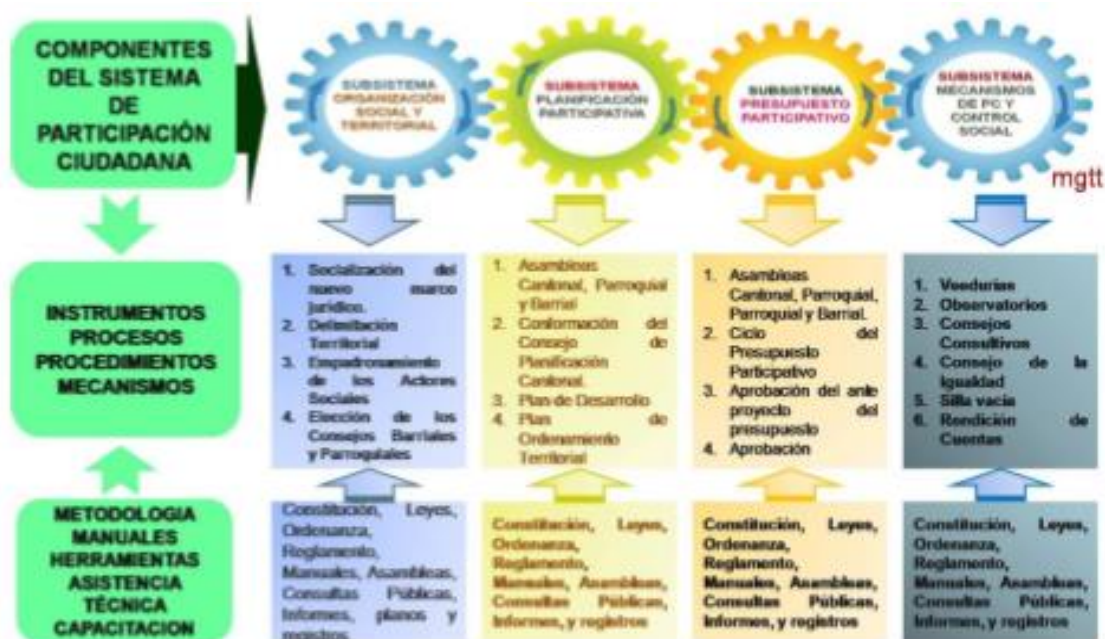 COMPONENTES
DEL SISTEMA
DE
PARTICIPACIÓN
CIUDADANA
SUBSISTEMA
ORGANIZACIÓN
SOCIAL Y
TERRITORIAL
SUBSISTEMA
PLANIFICACIÓN
PARTICIPATIVA
SUBSISTEMA
PRESUPUESTO
PARTICIPATIVO
SUBSISTEMA
MECANISMOS
DE PC Y
CONTROL
SOCIAL
mgtt
INSTRUMENTOS
PROCESOS
PROCEDIMIENTOS
MECANISMOS
1. Socialización del
nuevo marco
jurídico.
2. Delimitación
Territorial
3. Empadronamiento
de los Actores
Sociales
4. Elección de los
Consejos Barriales
y Parroquiales
1. Asambleas
Cantonal, Parroquial
y Barrial
2. Conformación del
Consejo de
Planificación
Cantonal.
3. Plan de Desarrollo
4. Plan de
Ordenamiento
Territorial
1. Asambleas
Cantonal, Parroquial,
Parroquial y Barrial.
2. Ciclo del
Presupuesto
Participativo
3. Aprobación del ante
proyecto del
presupuesto
4. Aprobación
1. Veedurias
2. Observatorios
3. Consejos
Consultivos
4. Consejo de la
Igualdad
5. Silla vacía
6. Rendición de
Cuentas
METODOLOGIA
MANUALES
HERRAMIENTAS
ASISTENCIA
TÉCNICA
CAPACITACION
Constitución, Leyes,
Ordenanza,
Reglamento,
Manuales, Asambleas,
Consultas Públicas,
Informes, planos y
registros
Constitución, Leyes,
Ordenanza,
Reglamento,
Manuales, Asambleas,
Consultas Públicas,
Informes, y registros
Constitución, Leyes,
Ordenanza,
Reglamento,
Manuales, Asambleas,
Consultas Públicas,
Informes, y registros
Constitución, Leyes,
Ordenanza,
Reglamento,
Manuales, Asambleas,
Consultas Públicas,
Informes, y registros